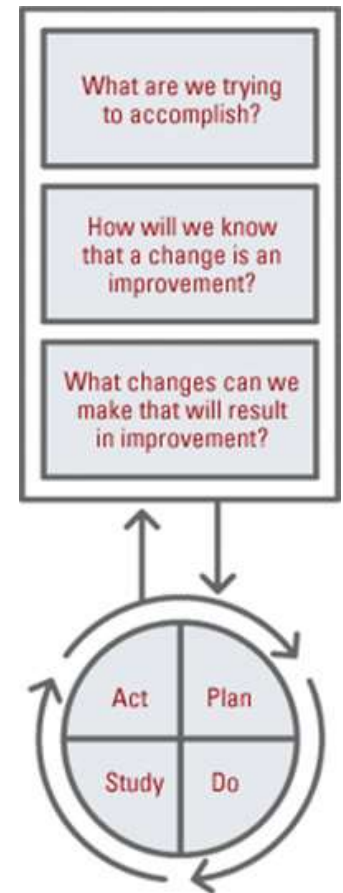 What are we trying
to accomplish?
How will we know
that a change is an
improvement?
What changes can we
make that will result
in improvement?
Act
Plan
Study
Do